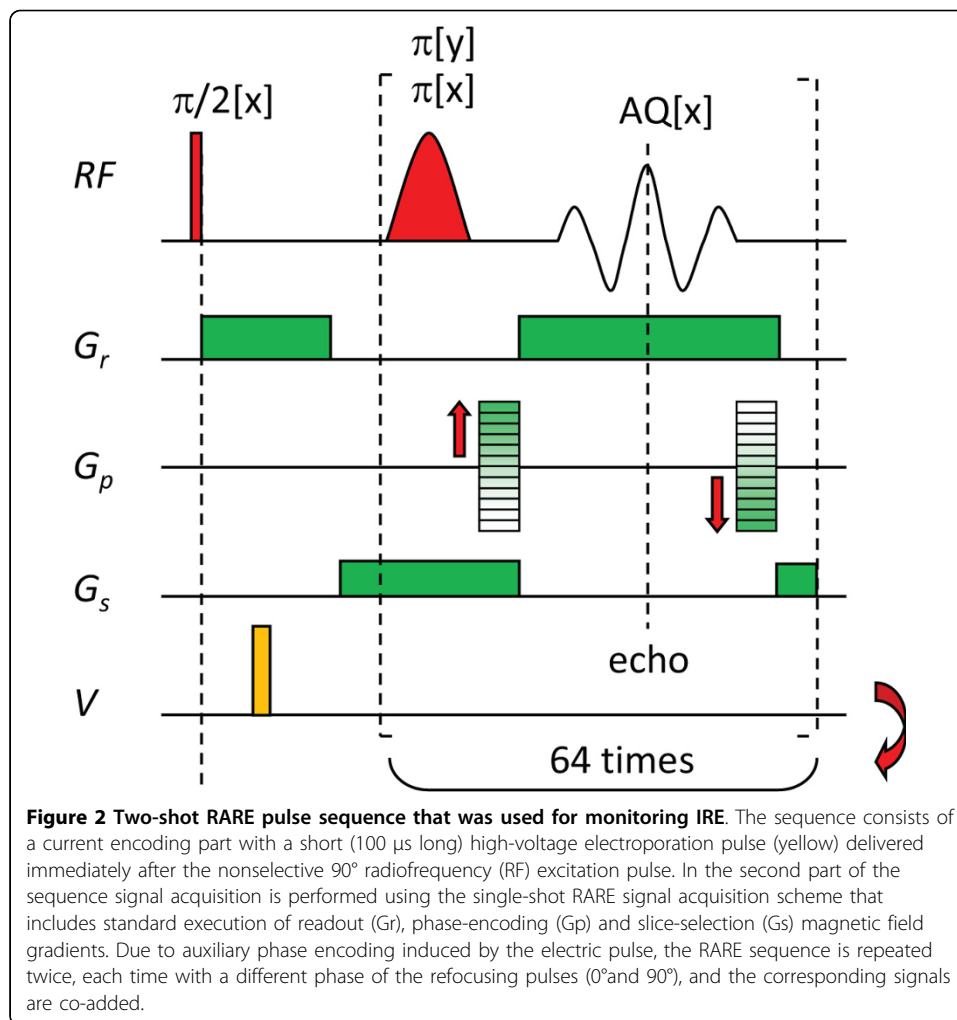 π[y]
π/2[x]
π[x]
AQ[x]
RF
Gr
Gp
Gs
echo
V
64 times
Figure 2 Two-shot RARE pulse sequence that was used for monitoring IRE. The sequence consists of
a current encoding part with a short (100 μs long) high-voltage electroporation pulse (yellow) delivered
immediately after the nonselective 90° radiofrequency (RF) excitation pulse. In the second part of the
sequence signal acquisition is performed using the single-shot RARE signal acquisition scheme that
includes standard execution of readout (Gr), phase-encoding (Gp) and slice-selection (Gs) magnetic field
gradients. Due to auxiliary phase encoding induced by the electric pulse, the RARE sequence is repeated
twice, each time with a different phase of the refocusing pulses (0°and 90°), and the corresponding signals
are co-added.